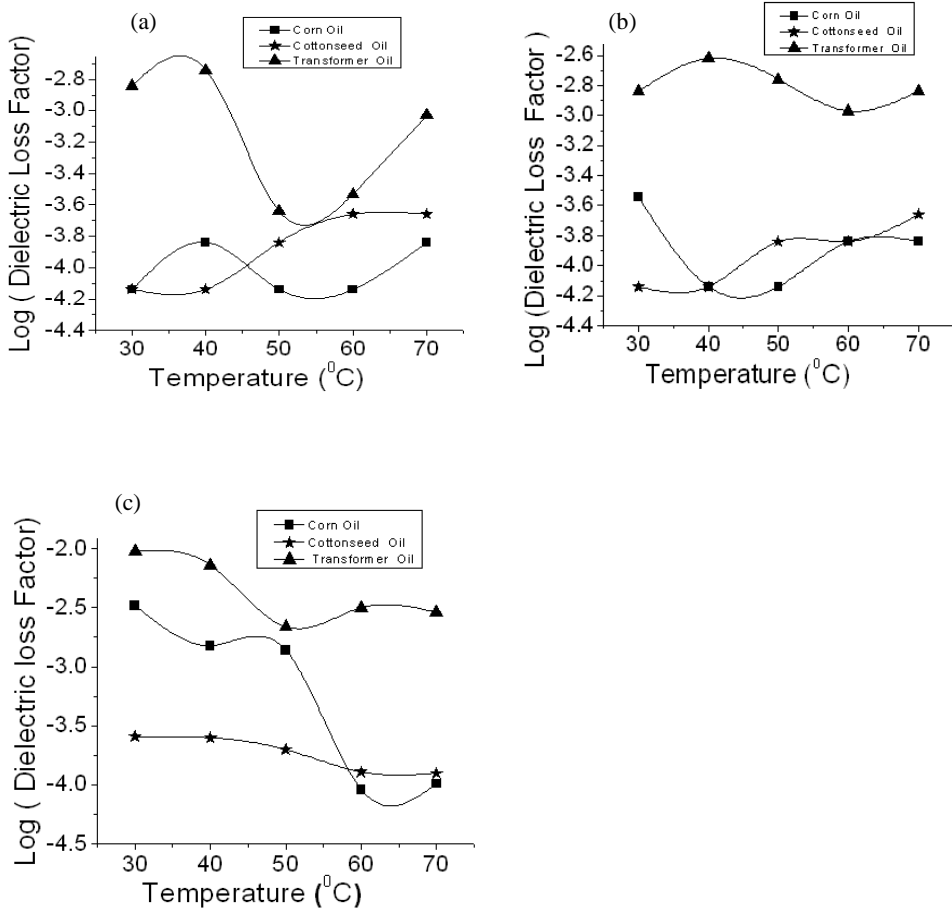 (a)
Corn Oil
Cottonseed Oil
Transformer Oil
Log ( Dielectric Loss Factor)
-2.8
-3.0
-3.2
-3.4
-3.6
-3.8
-4.0
-4.2
-4.4
30 40 50 60 70
Temperature (⁰C)
(b)
Corn Oil
Cottonseed Oil
Transformer Oil
Log (Dielectric Loss Factor )
-2.6
-2.8
-3.0
-3.2
-3.4
-3.6
-3.8
-4.0
-4.2
-4.4
30 40 50 60 70
Temperature (⁰C)
(c)
Corn Oil
Cottonseed Oil
Transformer Oil
Log ( Dielectric loss Factor)
-2.0
-2.5
-3.0
-3.5
-4.0
-4.5
30 40 50 60 70
Temperature (⁰C)